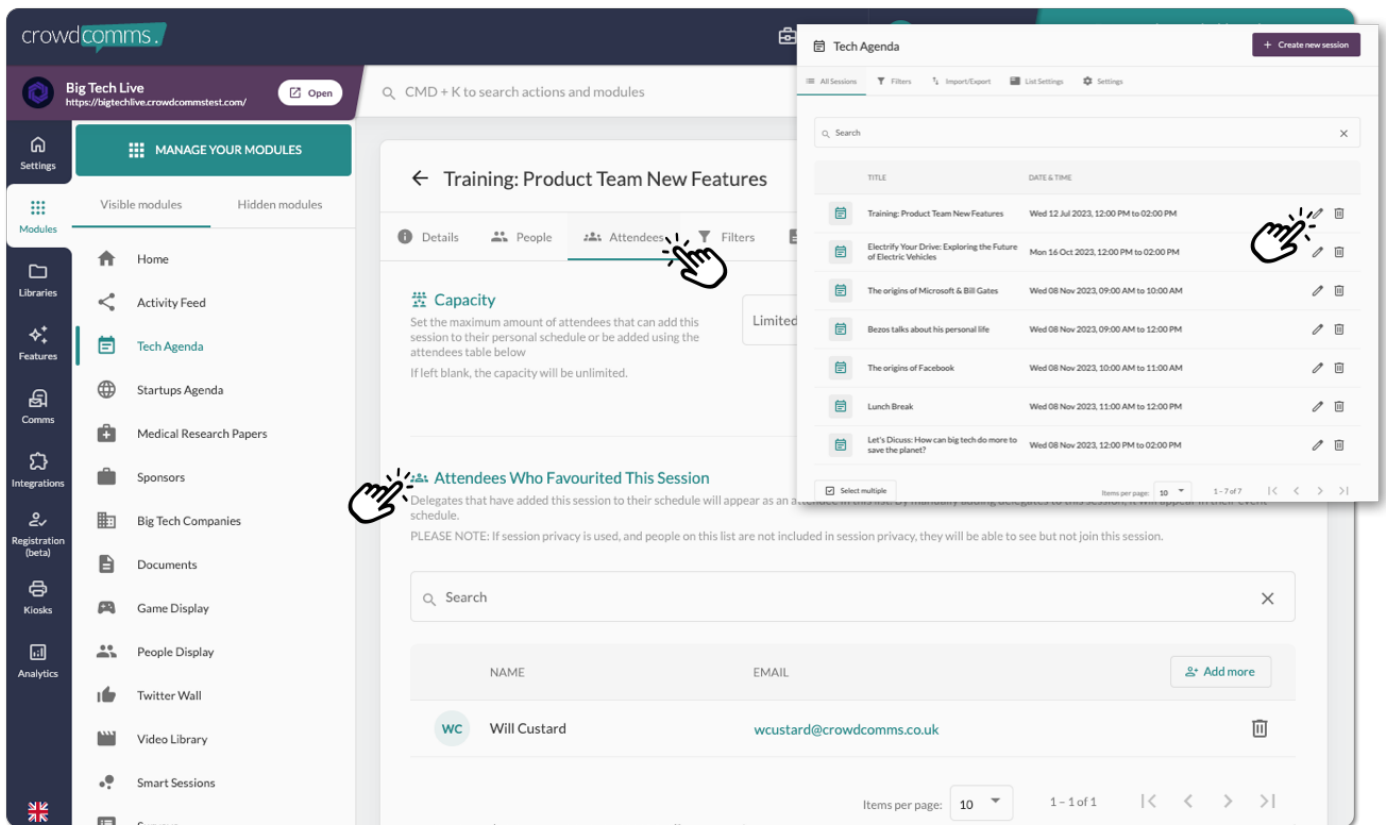 crowdcomms.
Big Tech Live
https://bigtechlive.crowdcommstest.com/
Open
CMD + K to search actions and modules
Settings
Modules
Libraries
Features
Comms
Integrations
Registration
(beta)
Kiosks
Analytics
MANAGE YOUR MODULES
Visible modules
Hidden modules
Home
Activity Feed
Tech Agenda
Startups Agenda
Medical Research Papers
Sponsors
Big Tech Companies
Documents
Game Display
People Display
Twitter Wall
Video Library
Smart Sessions
Training: Product Team New Features
Details
People
Attendees
Filters
Capacity
Set the maximum amount of attendees that can add this
session to their personal schedule or be added using the
attendees table below
If left blank, the capacity will be unlimited.
Limited
Attendees Who Favourited This Session
Delegates that have added this session to their schedule will appear as an attendee in this list. By manually adding delegates to this session, it will appear in their event
schedule.
PLEASE NOTE: If session privacy is used, and people on this list are not included in session privacy, they will be able to see but not join this session.
Search
NAME
EMAIL
Add more
WC
Will Custard
wcustard@crowdcomms.co.uk
Items per page:
10
1 – 1 of 1
Tech Agenda
+ Create new session
All Sessions
Filters
Import/Export
List Settings
Settings
Search
TITLE
DATE & TIME
Training: Product Team New Features
Wed 12 Jul 2023, 12:00 PM to 02:00 PM
Electrify Your Drive: Exploring the Future
of Electric Vehicles
Mon 16 Oct 2023, 12:00 PM to 02:00 PM
The origins of Microsoft & Bill Gates
Wed 08 Nov 2023, 09:00 AM to 10:00 AM
Bezos talks about his personal life
Wed 08 Nov 2023, 09:00 AM to 12:00 PM
The origins of Facebook
Wed 08 Nov 2023, 10:00 AM to 11:00 AM
Lunch Break
Wed 08 Nov 2023, 11:00 AM to 12:00 PM
Let's Dicuss: How can big tech do more to
save the planet?
Wed 08 Nov 2023, 12:00 PM to 02:00 PM
Select multiple
Items per page:
10
1 – 7 of 7